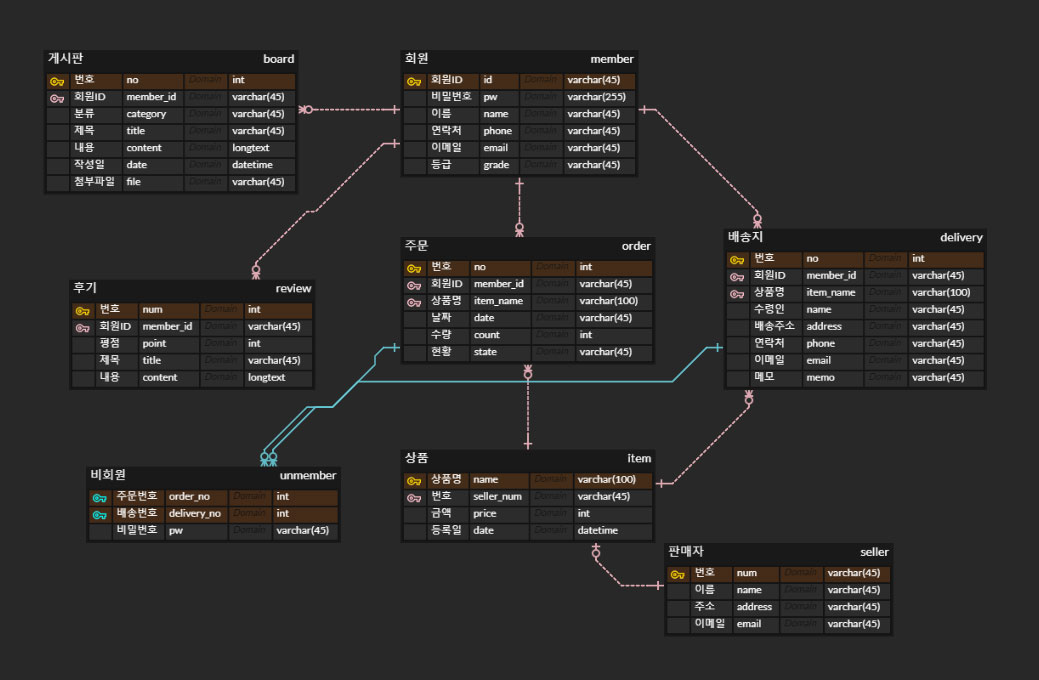 게시판 board
번호 no Domain int
회원ID member_id Domain varchar(45)
분류 category Domain varchar(45)
제목 title Domain varchar(45)
내용 content Domain longtext
작성일 date Domain datetime
첨부파일 file Domain varchar(45)
회원 member
회원ID id Domain varchar(45)
비밀번호 pw Domain varchar(255)
이름 name Domain varchar(45)
연락처 phone Domain varchar(45)
이메일 email Domain varchar(45)
등급 grade Domain varchar(45)
주문 order
번호 no Domain int
회원ID member_id Domain varchar(45)
상품명 item_name Domain varchar(100)
날짜 date Domain varchar(45)
수량 count Domain int
현황 state Domain varchar(45)
배송지 delivery
번호 no Domain int
회원ID member_id Domain varchar(45)
상품명 item_name Domain varchar(100)
수령인 name Domain varchar(45)
배송주소 address Domain varchar(45)
연락처 phone Domain varchar(45)
이메일 email Domain varchar(45)
메모 memo Domain varchar(45)
후기 review
번호 num Domain int
회원ID member_id Domain varchar(45)
평점 point Domain int
제목 title Domain varchar(45)
내용 content Domain longtext
비회원 unmember
주문번호 order_no Domain int
배송번호 delivery_no Domain int
비밀번호 pw Domain varchar(45)
상품 item
상품명 name Domain varchar(100)
번호 seller_num Domain varchar(45)
금액 price Domain int
등록일 date Domain datetime
판매자 seller
번호 num Domain varchar(45)
이름 name Domain varchar(45)
주소 address Domain varchar(45)
이메일 email Domain varchar(45)